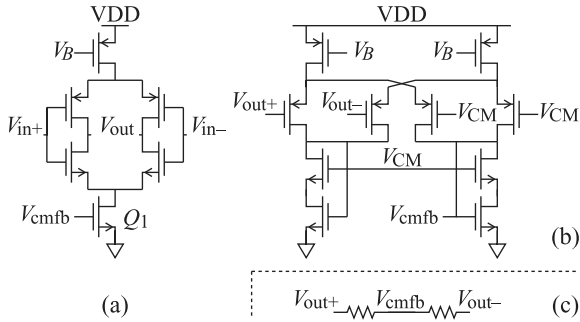 VDD
V_B
V_in+
V_out
V_in−
V_cmfb
Q_1
(a)
VDD
V_B
V_B
V_out+
V_out−
V_CM
V_CM
V_CM
V_cmfb
(b)
V_out+
V_cmfb
V_out−
(c)